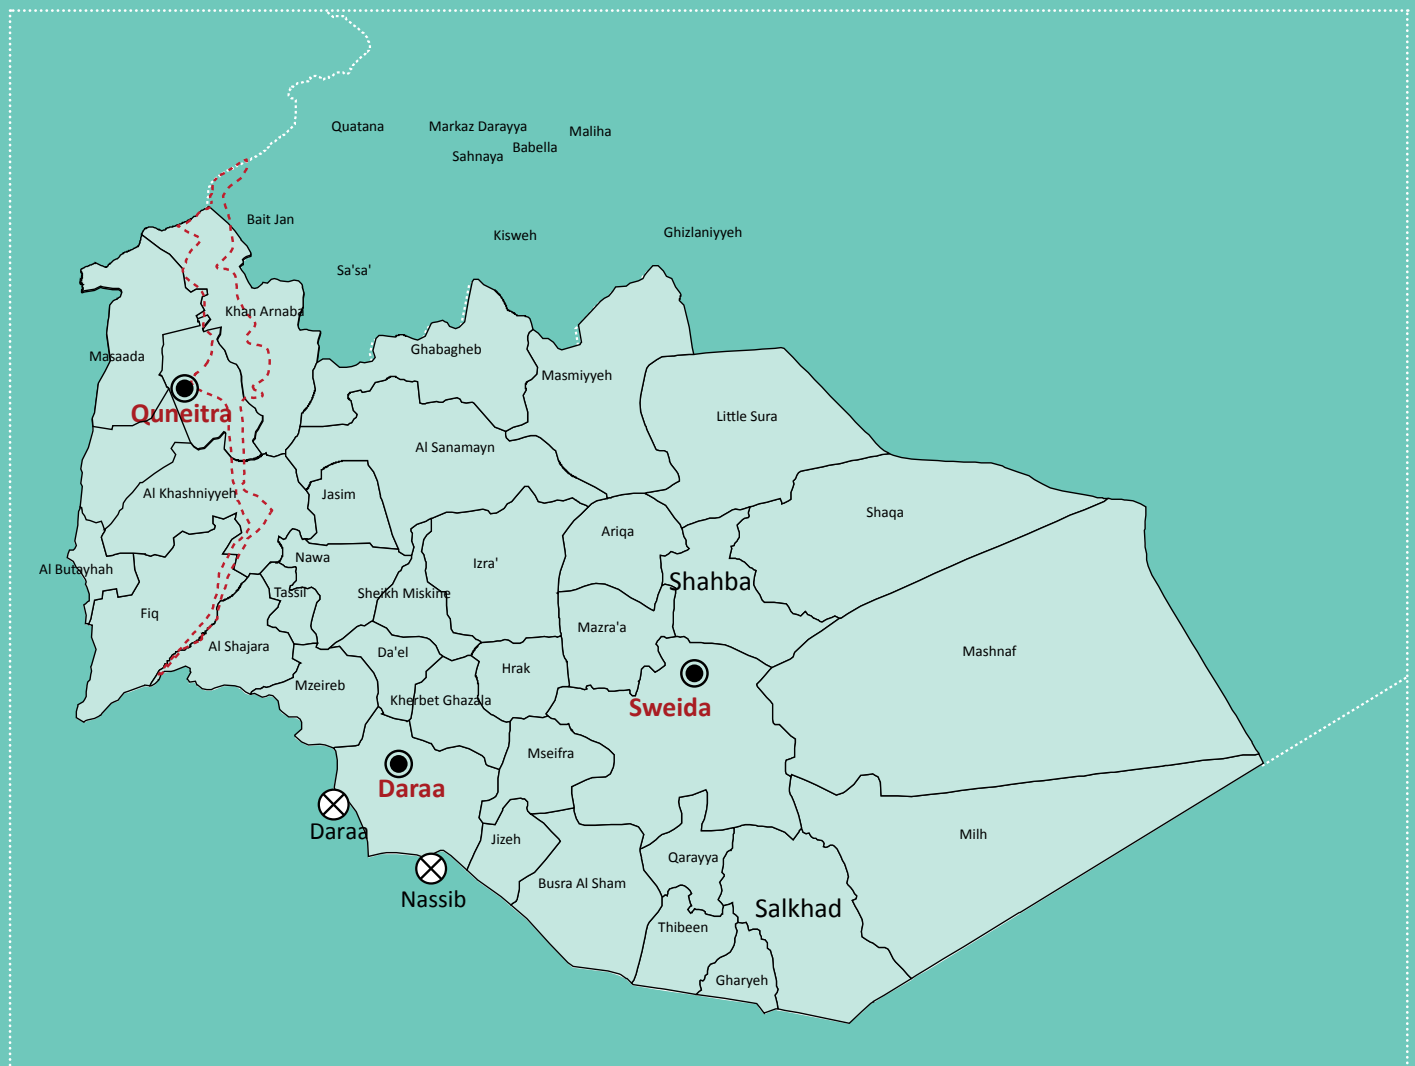 Quatana
Markaz Darayya
Maliha
Babella
Sahnaya
Bait Jan
Kisweh
Ghizlaniyyeh
Sa'sa'
Khan Arnaba
Masaada
Ghabagheb
Masmiyyeh
Quneitra
Little Sura
Al Sanamayn
Al Khashniyyeh
Jasim
Shaqa
Ariqa
Nawa
Izra'
Al Butayhah
Shahba
Tassil
Sheikh Miskine
Fiq
Mazra'a
Al Shajara
Da'el
Mashnaf
Hrak
Mzeireb
Kherbet Ghazala
Sweida
Mseifra
Daraa
Daraa
Jizeh
Milh
Qarayya
Busra Al Sham
Nassib
Salkhad
Thibeen
Gharyeh